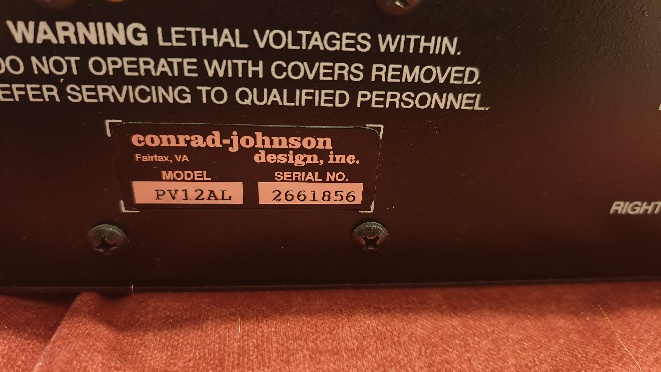 WARNING LETHAL VOLTAGES WITHIN.
DO NOT OPERATE WITH COVERS REMOVED.
EFER SERVICING TO QUALIFIED PERSONNEL.
conrad-johnson
Fairfax, VA design, inc.
MODEL SERIAL NO.
PV12AL 2661856
RIGHT